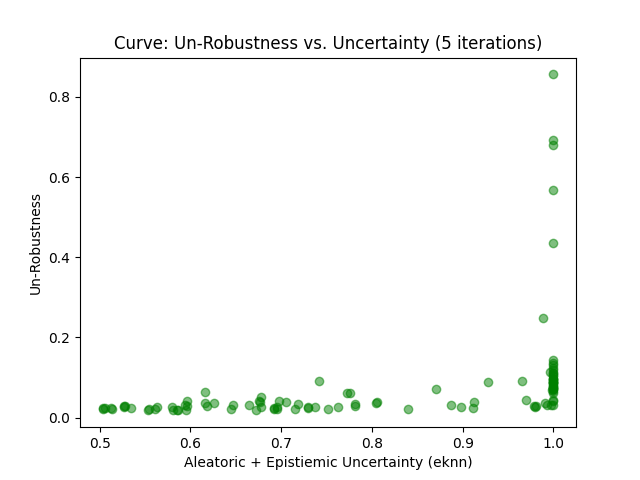 Curve: Un-Robustness vs. Uncertainty (5 iterations)
Un-Robustness
0.8
0.6
0.4
0.2
0.0
0.5 0.6 0.7 0.8 0.9 1.0
Aleatoric + Epistiemic Uncertainty (eknn)